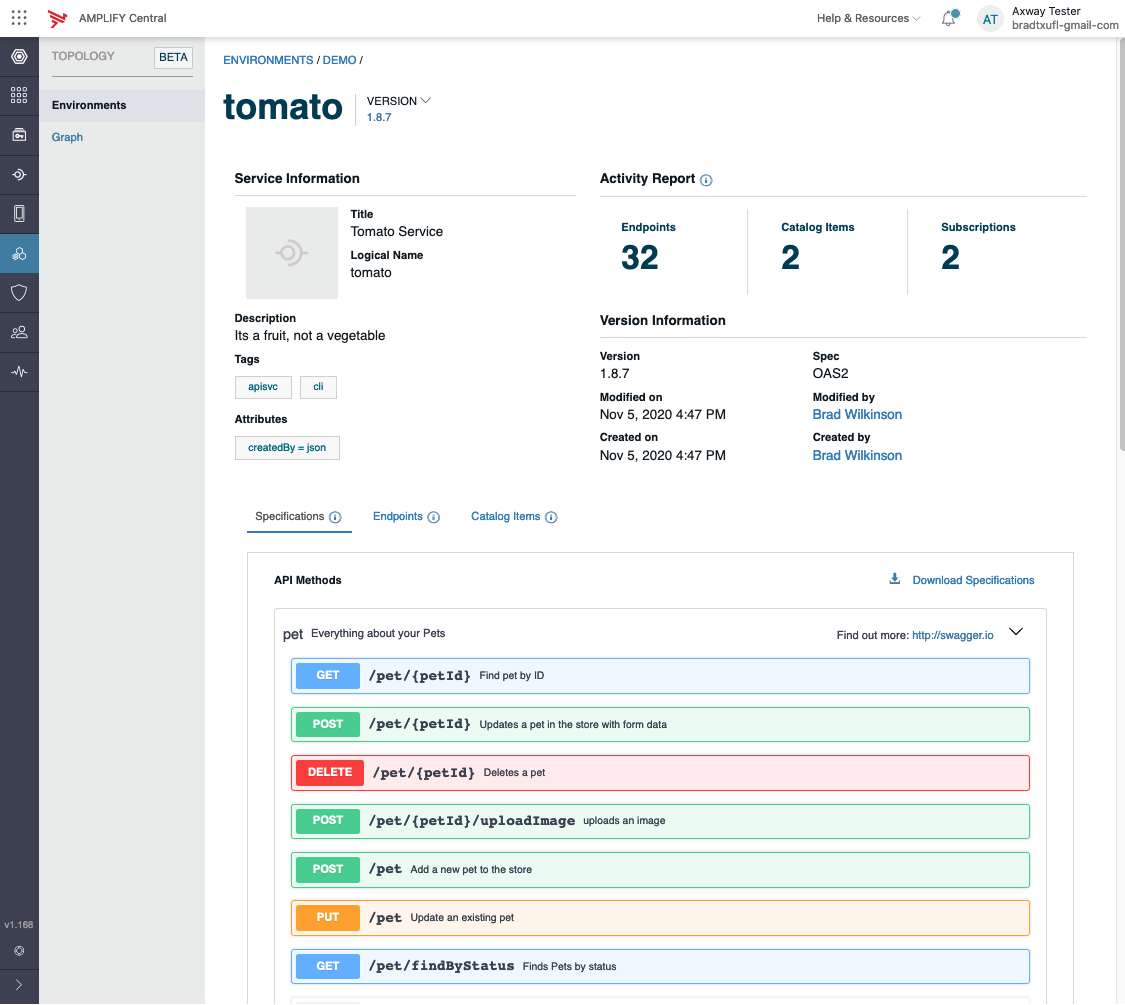 AMPLIFY Central
Help & Resources
AT
Axway Tester
bradtxufl-gmail-com
TOPOLOGY
BETA
Environments
Graph
v1.168
ENVIRONMENTS / DEMO /
tomato
VERSION
1.8.7
Service Information
Title
Tomato Service
Logical Name
tomato
Description
Its a fruit, not a vegetable
Tags
apisvc
cli
Attributes
createdBy = json
Activity Report
Endpoints
32
Catalog Items
2
Subscriptions
2
Version Information
Version
1.8.7
Spec
OAS2
Modified on
Nov 5, 2020 4:47 PM
Modified by
Brad Wilkinson
Created on
Nov 5, 2020 4:47 PM
Created by
Brad Wilkinson
Specifications
Endpoints
Catalog Items
API Methods
Download Specifications
pet Everything about your Pets
Find out more: http://swagger.io
GET /pet/{petId} Find pet by ID
POST /pet/{petId} Updates a pet in the store with form data
DELETE /pet/{petId} Deletes a pet
POST /pet/{petId}/uploadImage uploads an image
POST /pet Add a new pet to the store
PUT /pet Update an existing pet
GET /pet/findByStatus Finds Pets by status